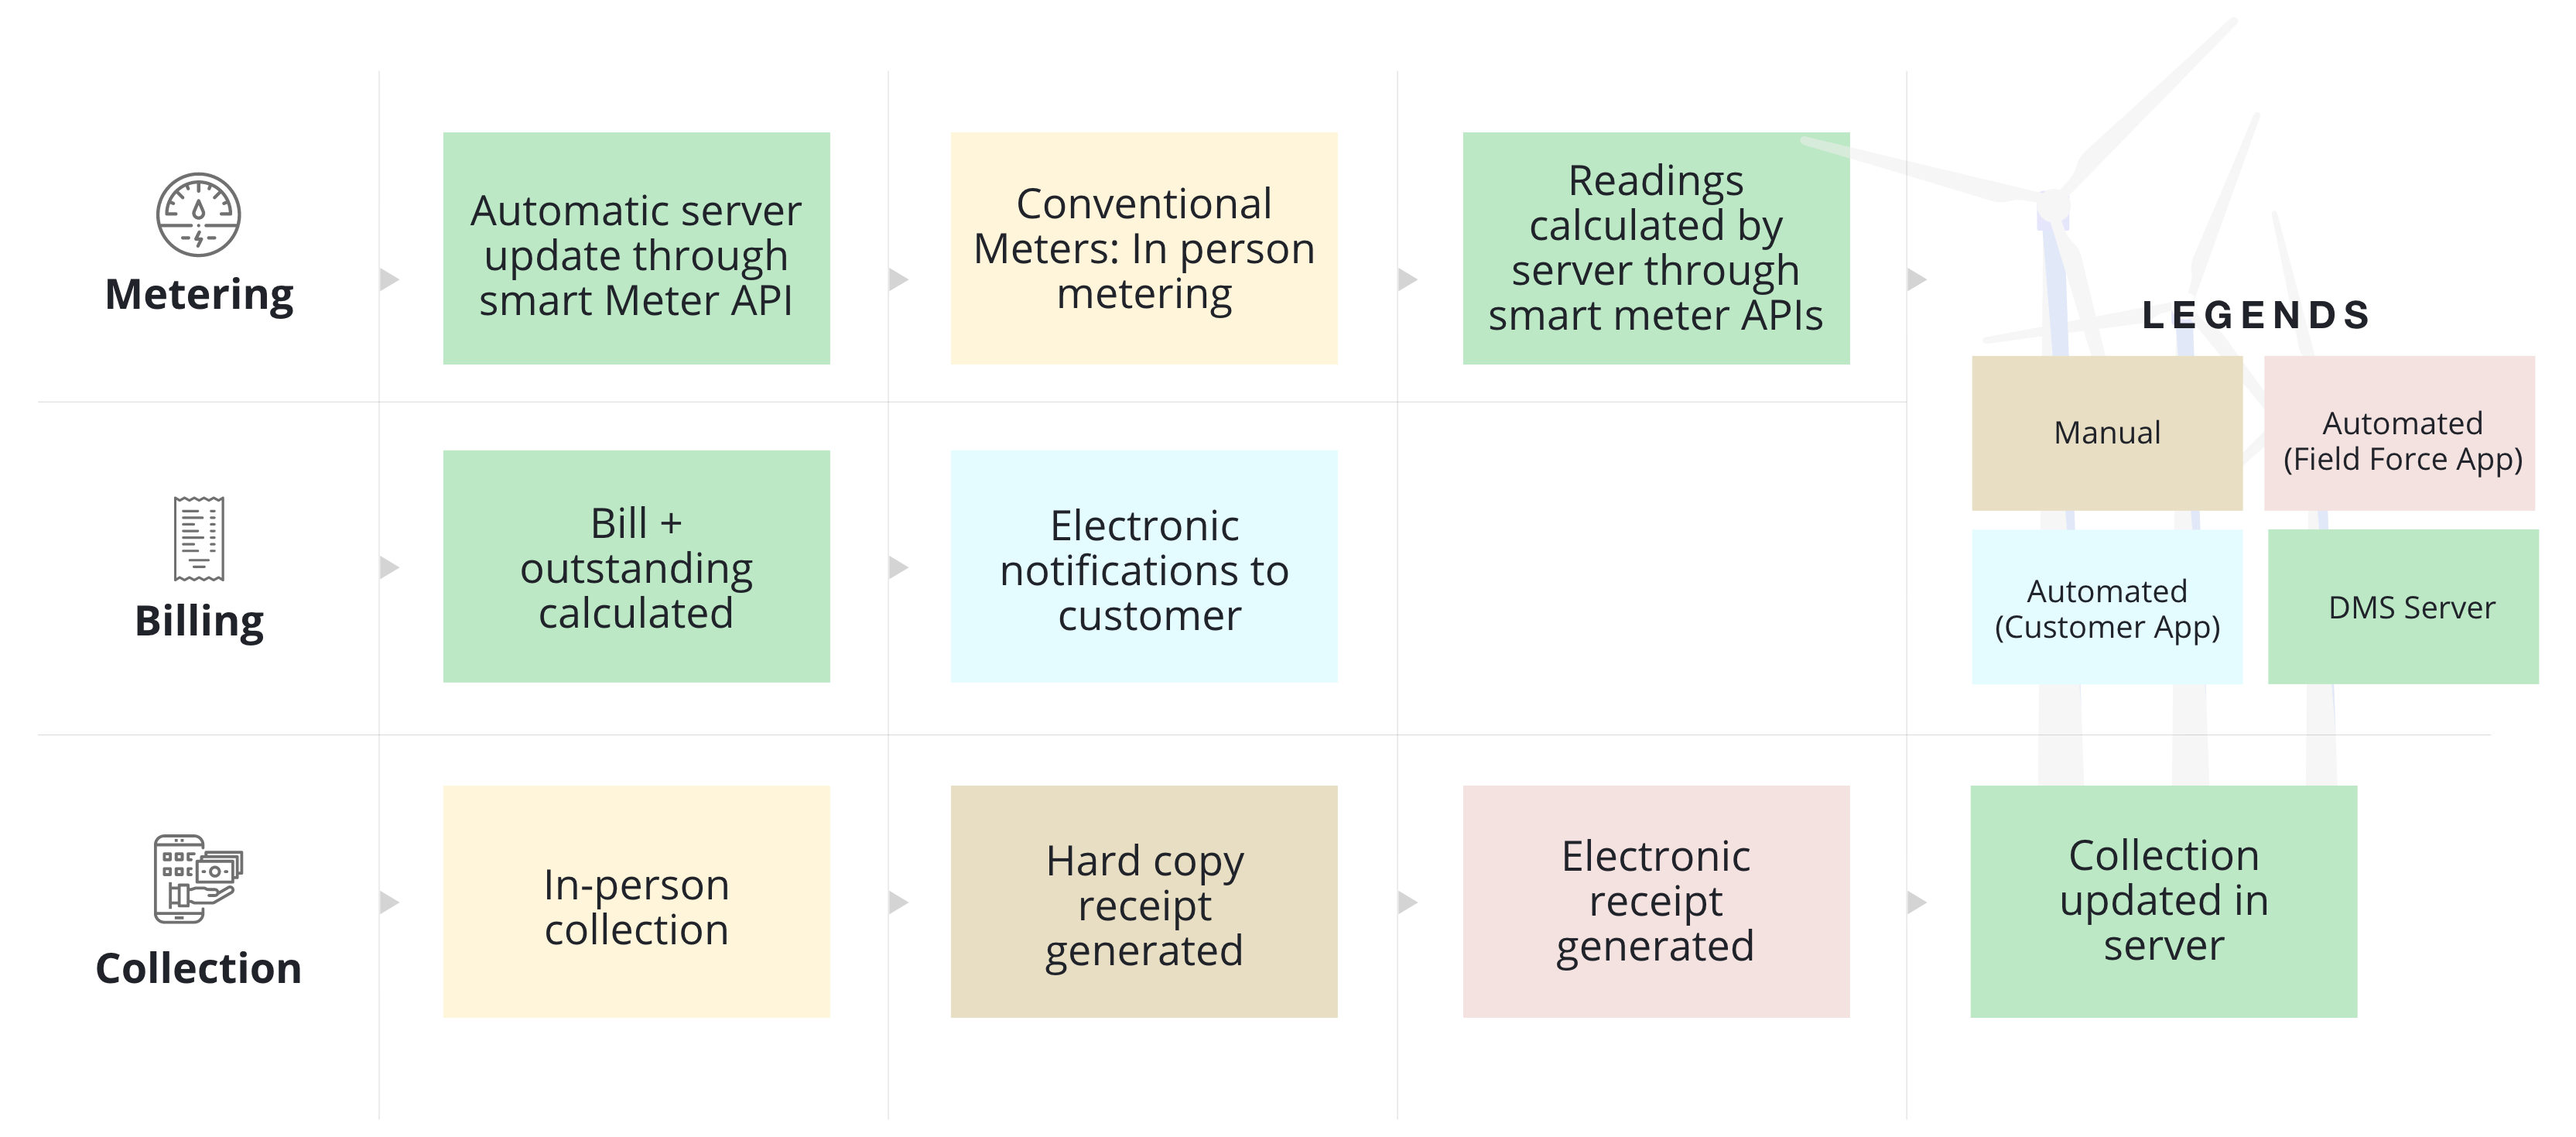 Metering
Automatic server
update through
smart Meter API
Conventional
Meters: In person
metering
Readings
calculated by
server through
smart meter APIs
LEGENDS
Manual
Automated
(Field Force App)
Automated
(Customer App)
DMS Server
Billing
Bill +
outstanding
calculated
Electronic
notifications to
customer
Collection
In-person
collection
Hard copy
receipt
generated
Electronic
receipt
generated
Collection
updated in
server